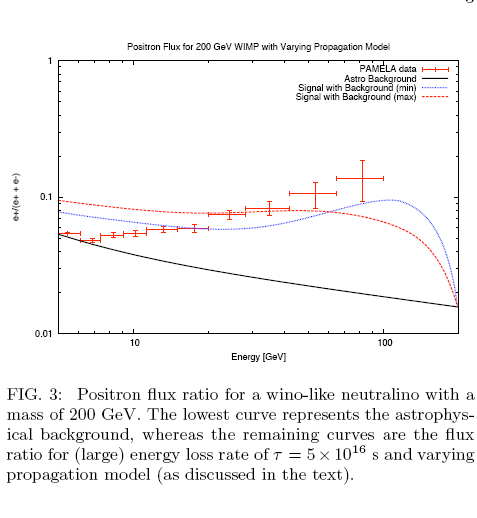 Positron Flux for 200 GeV WIMP with Varying Propagation Model
1
PAMELA data
Astro Background
Signal with Background (min)
Signal with Background (max)
e+/(e+ + e-)
0.1
0.01
10
100
Energy [GeV]
FIG. 3: Positron flux ratio for a wino-like neutralino with a
mass of 200 GeV. The lowest curve represents the astrophys-
ical background, whereas the remaining curves are the flux
ratio for (large) energy loss rate of τ = 5 × 10¹⁶ s and varying
propagation model (as discussed in the text).